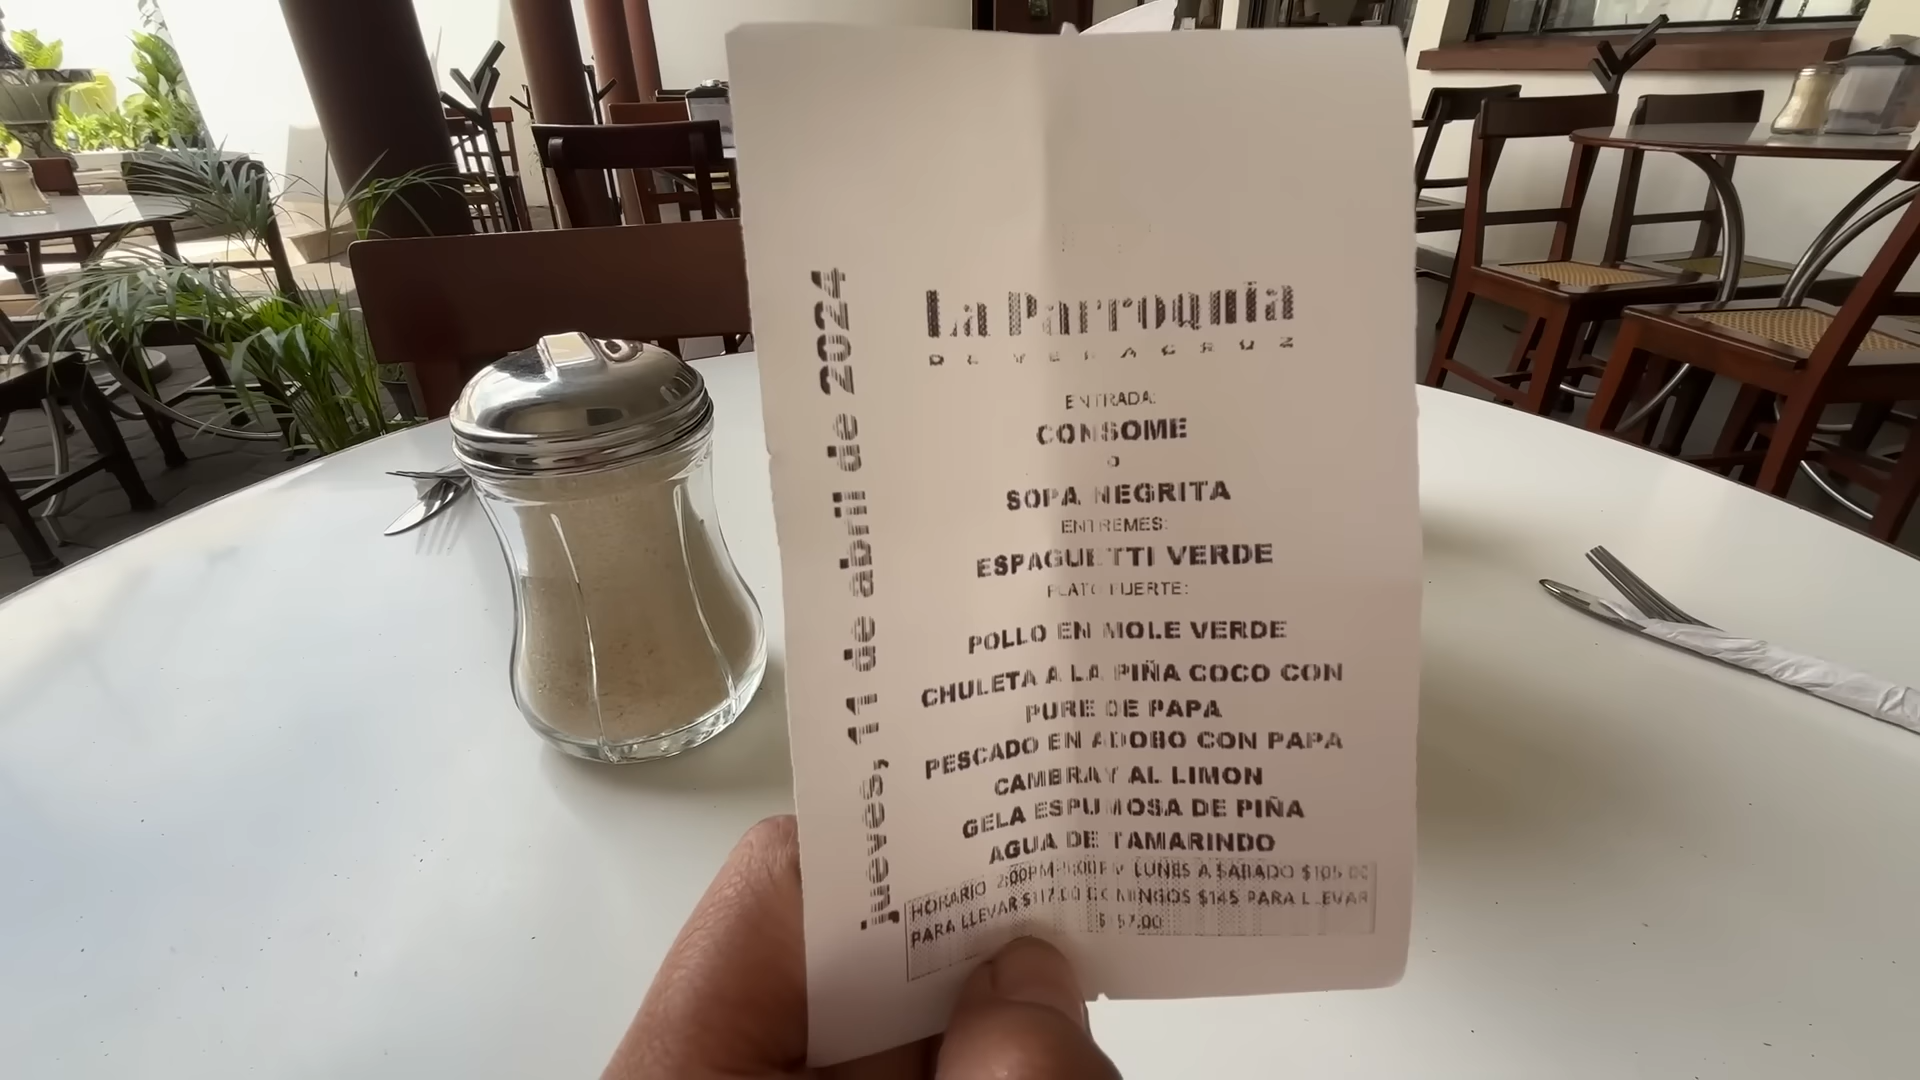 La Parroquia
DE VERACRUZ
jueves, 11 de abril de 2024
ENTRADA:
CONSOME
O
SOPA NEGRITA
ENTREMES:
ESPAGUETTI VERDE
PLATO FUERTE:
POLLO EN MOLE VERDE
CHULETA A LA PIÑA COCO CON
PURE DE PAPA
PESCADO EN ADOBO CON PAPA
CAMBRAY AL LIMON
GELA ESPUMOSA DE PIÑA
AGUA DE TAMARINDO
HORARIO LUNES A SABADO $105.00
PARA LLEVAR $117.00 DOMINGOS $145 PARA LLEVAR
$157.00